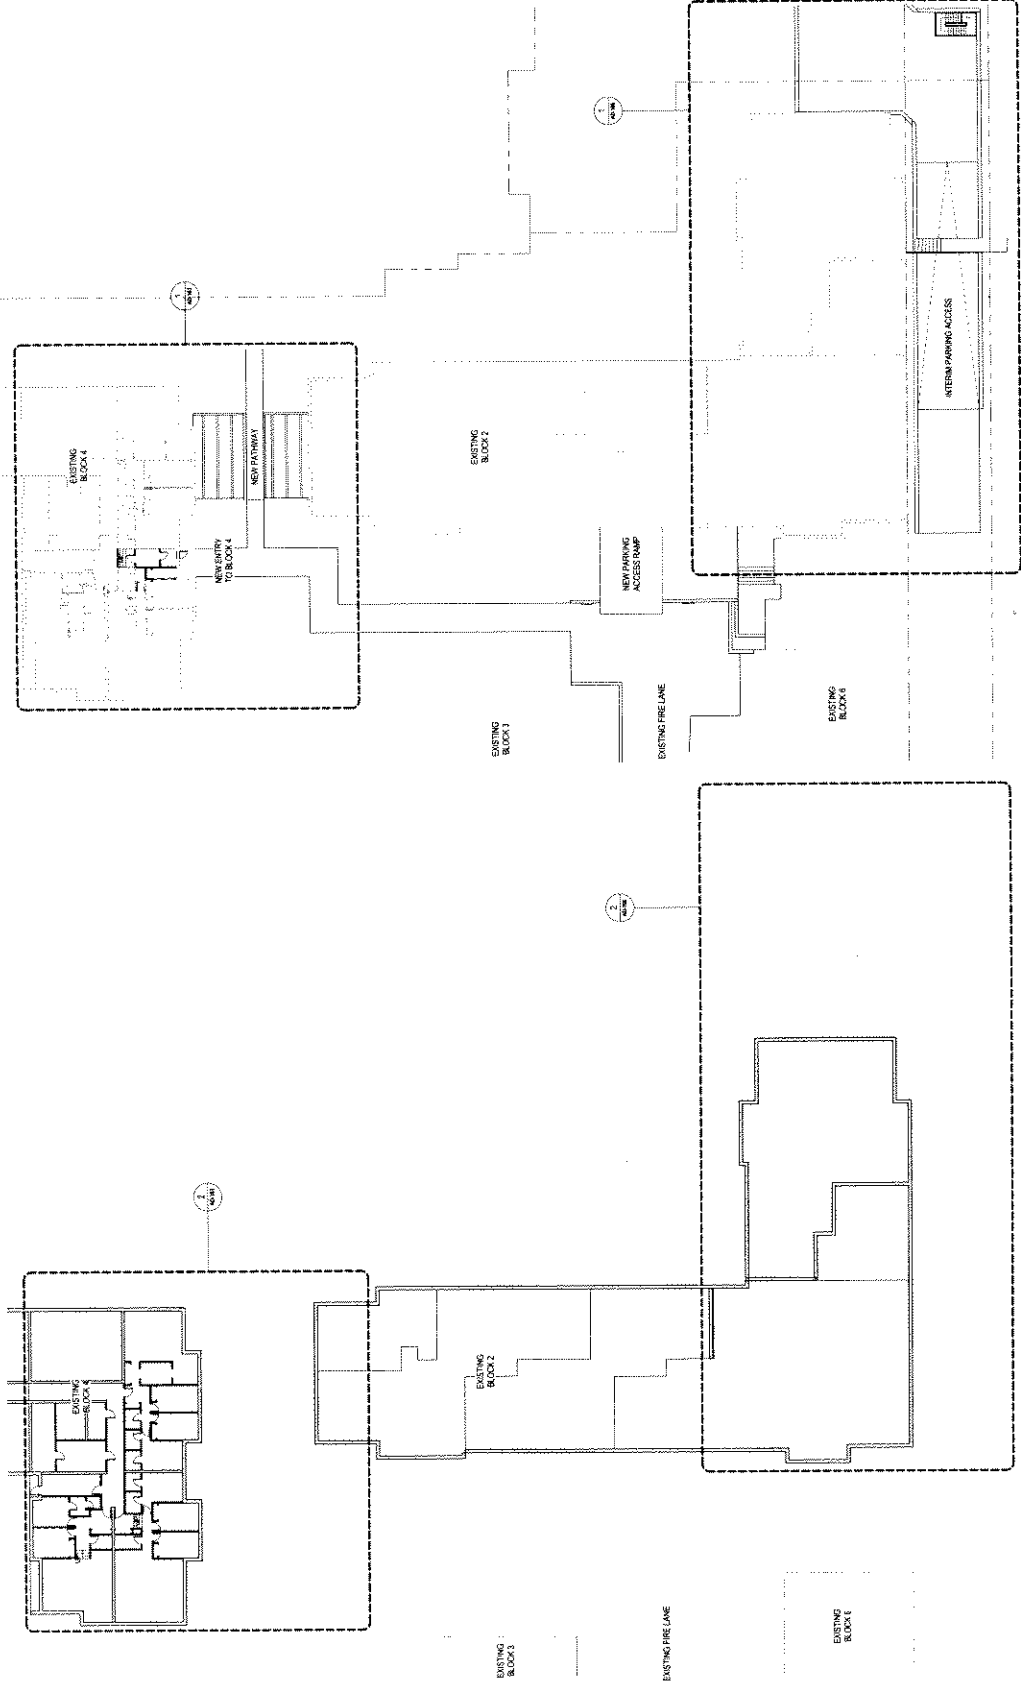 1
1
EXISTING
BLOCK 4
NEW PATHWAY
EXISTING
BLOCK 2
INTERIM PARKING ACCESS
NEW ENTRY
TO BLOCK 4
NEW PARKING
ACCESS RAMP
EXISTING
BLOCK 3
EXISTING FIRE LANE
EXISTING
BLOCK 6
2
2
EXISTING
BLOCK 4
EXISTING
BLOCK 2
EXISTING
BLOCK 3
EXISTING FIRE LANE
EXISTING